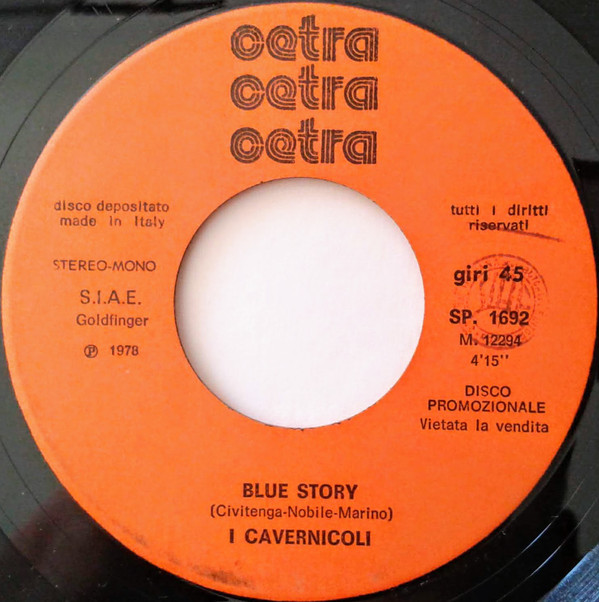 cetra
cetra
cetra
disco depositato
made in Italy
STEREO-MONO
S.I.A.E.
Goldfinger
℗ 1978
tutti i diritti
riservati
giri 45
SP. 1692
M. 12294
4'15''
DISCO
PROMOZIONALE
Vietata la vendita
BLUE STORY
(Civitenga-Nobile-Marino)
I CAVERNICOLI